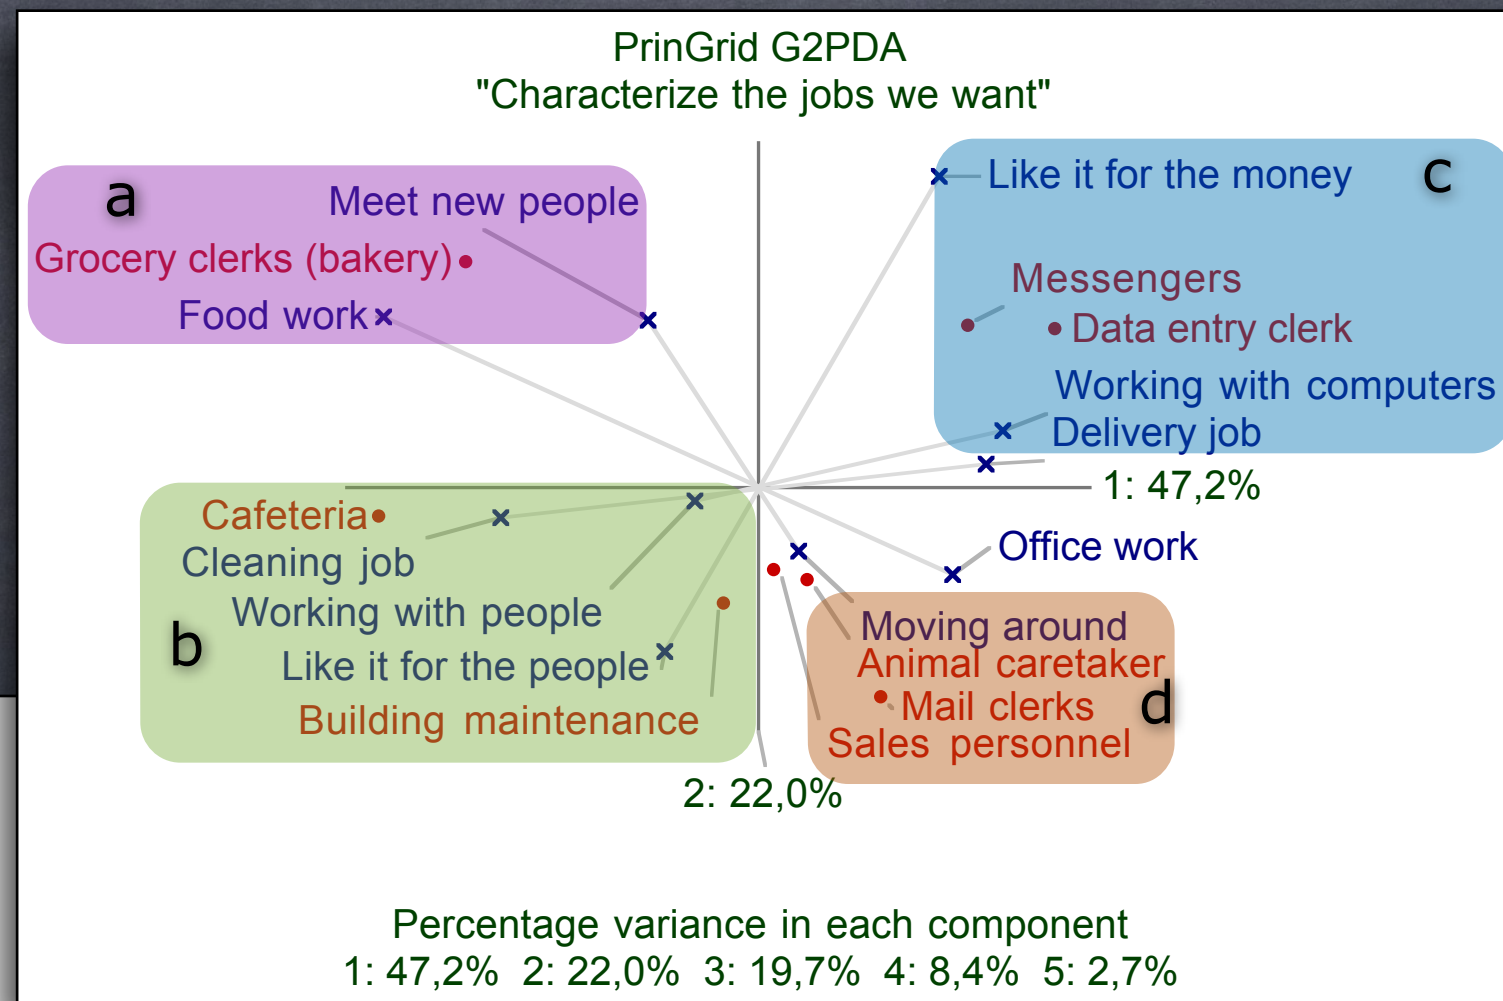 PrinGrid G2PDA
"Characterize the jobs we want"
a
Meet new people
Grocery clerks (bakery)
Food work
Like it for the money
c
Messengers
Data entry clerk
Working with computers
Delivery job
1: 47,2%
Cafeteria
Cleaning job
Working with people
b
Like it for the people
Building maintenance
Office work
Moving around
Animal caretaker
Mail clerks
d
Sales personnel
2: 22,0%
Percentage variance in each component
1: 47,2% 2: 22,0% 3: 19,7% 4: 8,4% 5: 2,7%